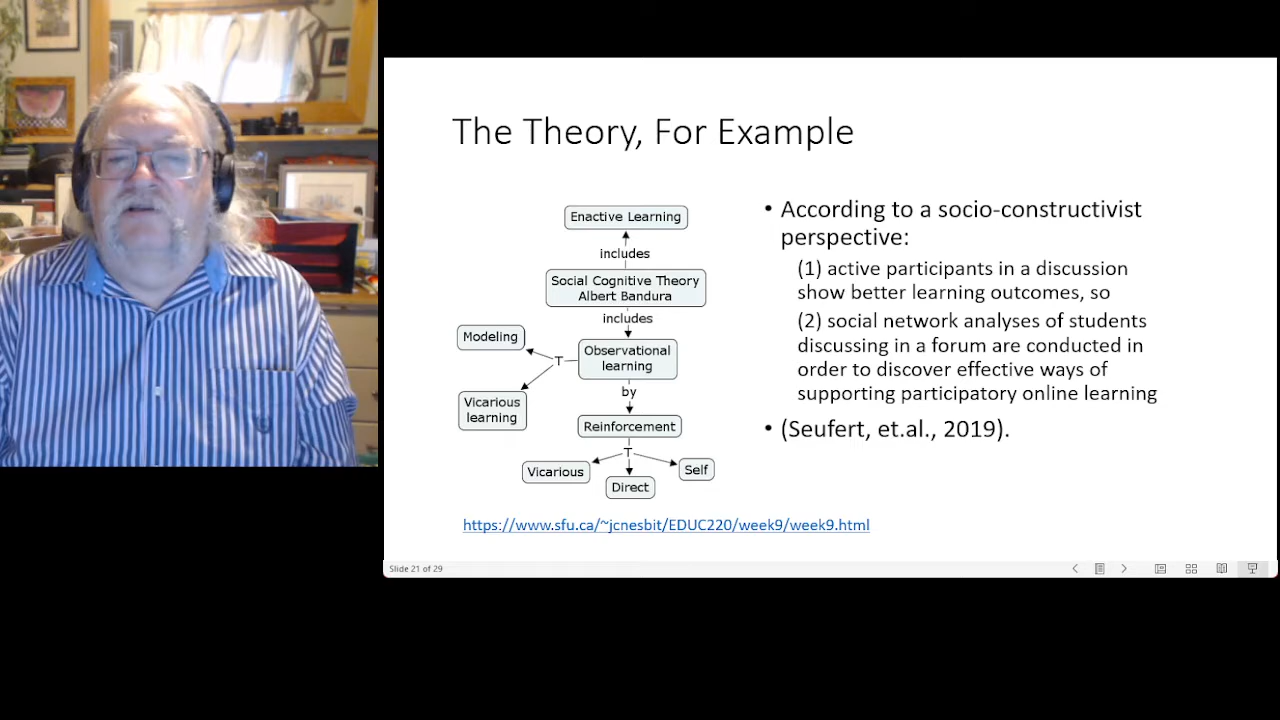 The Theory, For Example
Enactive Learning
includes
Social Cognitive Theory
Albert Bandura
includes
Modeling
T
Observational
learning
Vicarious
learning
by
Reinforcement
T
Vicarious
Direct
Self
https://www.sfu.ca/~jcnesbit/EDUC220/week9/week9.html
• According to a socio-constructivist
perspective:
(1) active participants in a discussion
show better learning outcomes, so
(2) social network analyses of students
discussing in a forum are conducted in
order to discover effective ways of
supporting participatory online learning
• (Seufert, et.al., 2019).
Slide 21 of 29